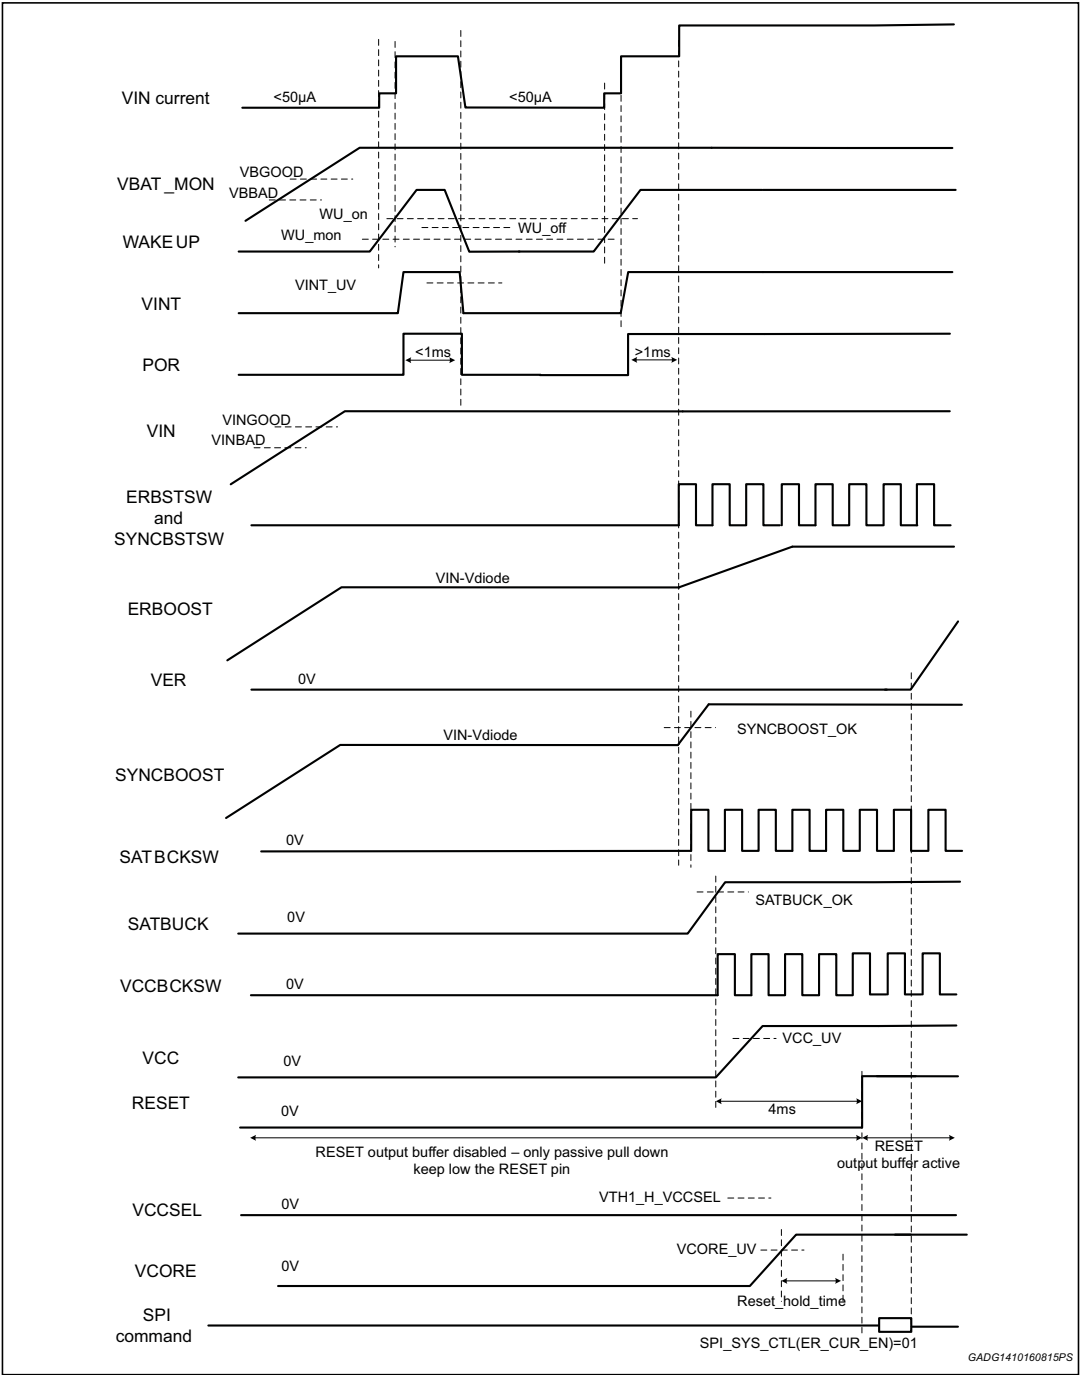 VIN current
<50µA
<50µA
VBGOOD
VBAT_MON
VBBAD
WU_on
WU_off
WU_mon
WAKE UP
VINT_UV
VINT
<1ms
>1ms
POR
VINGOOD
VIN
VINBAD
ERBSTSW
and
SYNCBSTSW
VIN-Vdiode
ERBOOST
VER
0V
SYNCBOOST_OK
VIN-Vdiode
SYNCBOOST
0V
SATBCKSW
SATBUCK_OK
SATBUCK
0V
VCCBCKSW
0V
VCC_UV
VCC
0V
RESET
4ms
0V
RESET output buffer disabled – only passive pull down
keep low the RESET pin
RESET
output buffer active
VTH1_H_VCCSEL
VCCSEL
0V
VCORE_UV
VCORE
0V
Reset_hold_time
SPI
command
SPI_SYS_CTL(ER_CUR_EN)=01
GADG1410160815PS